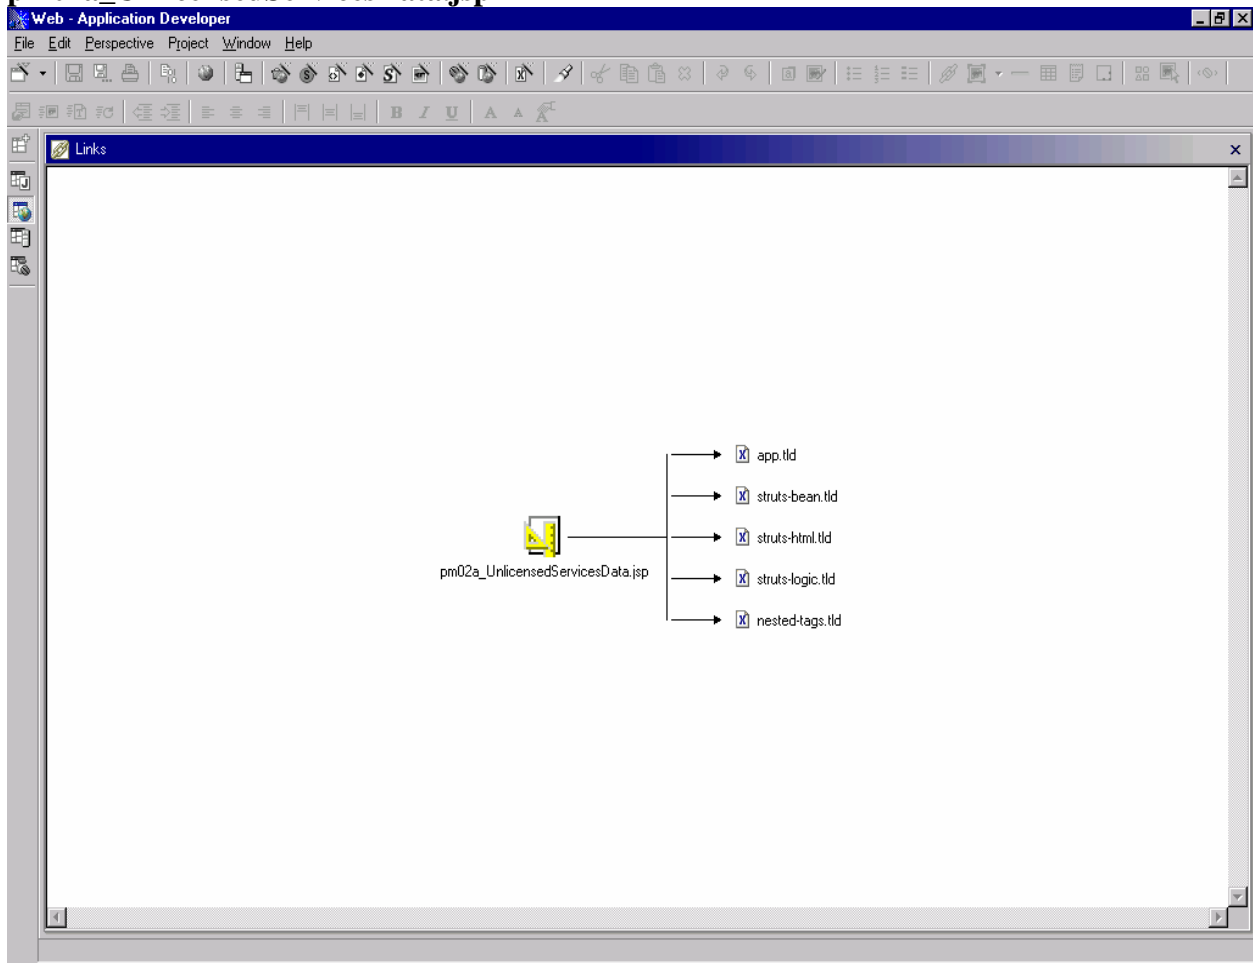 Web - Application Developer
File Edit Perspective Project Window Help
B I U A A
Links
app.tld
struts-bean.tld
struts-html.tld
pm02a_UnlicensedServicesData.jsp
struts-logic.tld
nested-tags.tld